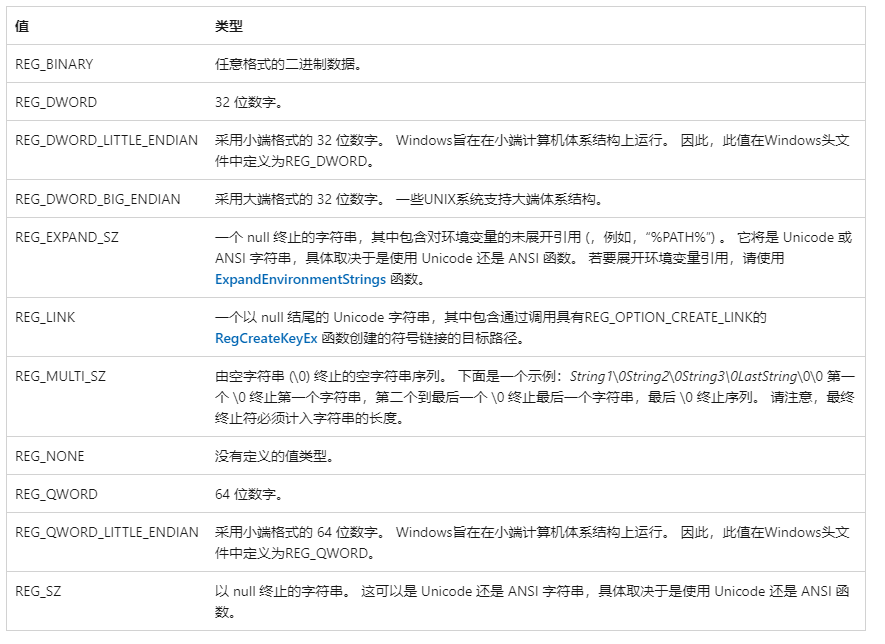 值 类型
REG_BINARY 任意格式的二进制数据。
REG_DWORD 32 位数字。
REG_DWORD_LITTLE_ENDIAN 采用小端格式的 32 位数字。 Windows旨在在小端计算机体系结构上运行。 因此，此值在Windows头文
件中定义为REG_DWORD。
REG_DWORD_BIG_ENDIAN 采用大端格式的 32 位数字。 一些UNIX系统支持大端体系结构。
REG_EXPAND_SZ 一个 null 终止的字符串，其中包含对环境变量的未展开引用 (，例如，“%PATH%”) 。 它将是 Unicode 或
ANSI 字符串，具体取决于是使用 Unicode 还是 ANSI 函数。 若要展开环境变量引用，请使用
ExpandEnvironmentStrings 函数。
REG_LINK 一个以 null 结尾的 Unicode 字符串，其中包含通过调用具有REG_OPTION_CREATE_LINK的
RegCreateKeyEx 函数创建的符号链接的目标路径。
REG_MULTI_SZ 由空字符串 (\0) 终止的空字符串序列。 下面是一个示例：String1\0String2\0String3\0LastString\0\0 第一
个 \0 终止第一个字符串，第二个到最后一个 \0 终止最后一个字符串，最后 \0 终止序列。 请注意，最终
终止符必须计入字符串的长度。
REG_NONE 没有定义的值类型。
REG_QWORD 64 位数字。
REG_QWORD_LITTLE_ENDIAN 采用小端格式的 64 位数字。 Windows旨在在小端计算机体系结构上运行。 因此，此值在Windows头文
件中定义为REG_QWORD。
REG_SZ 以 null 终止的字符串。 这可以是 Unicode 还是 ANSI 字符串，具体取决于是使用 Unicode 还是 ANSI 函
数。